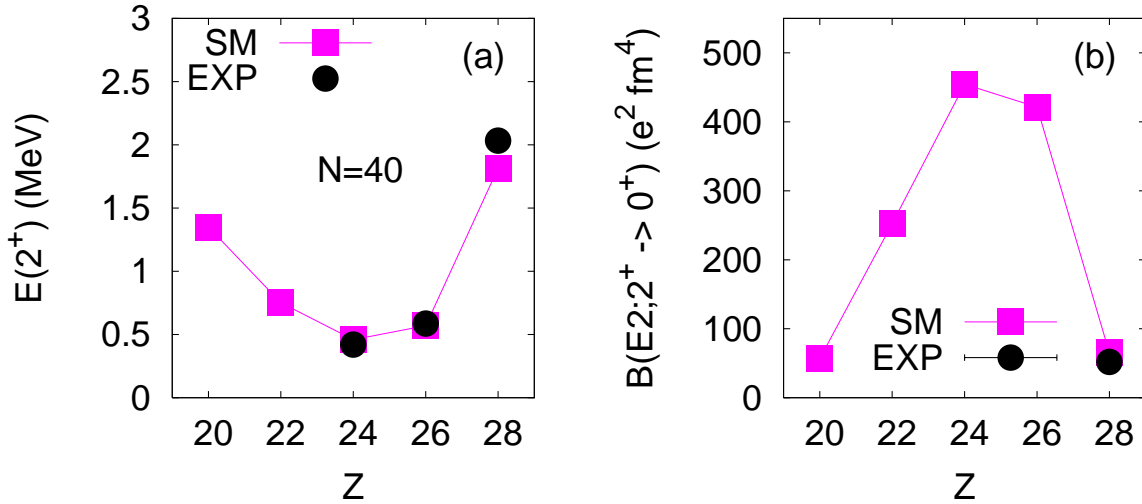 3
2.5
2
1.5
1
0.5
0
E(2⁺) (MeV)
SM
EXP
(a)
N=40
20 22 24 26 28
Z
500
400
300
200
100
0
B(E2;2⁺ -> 0⁺) (e² fm⁴)
(b)
SM
EXP
20 22 24 26 28
Z